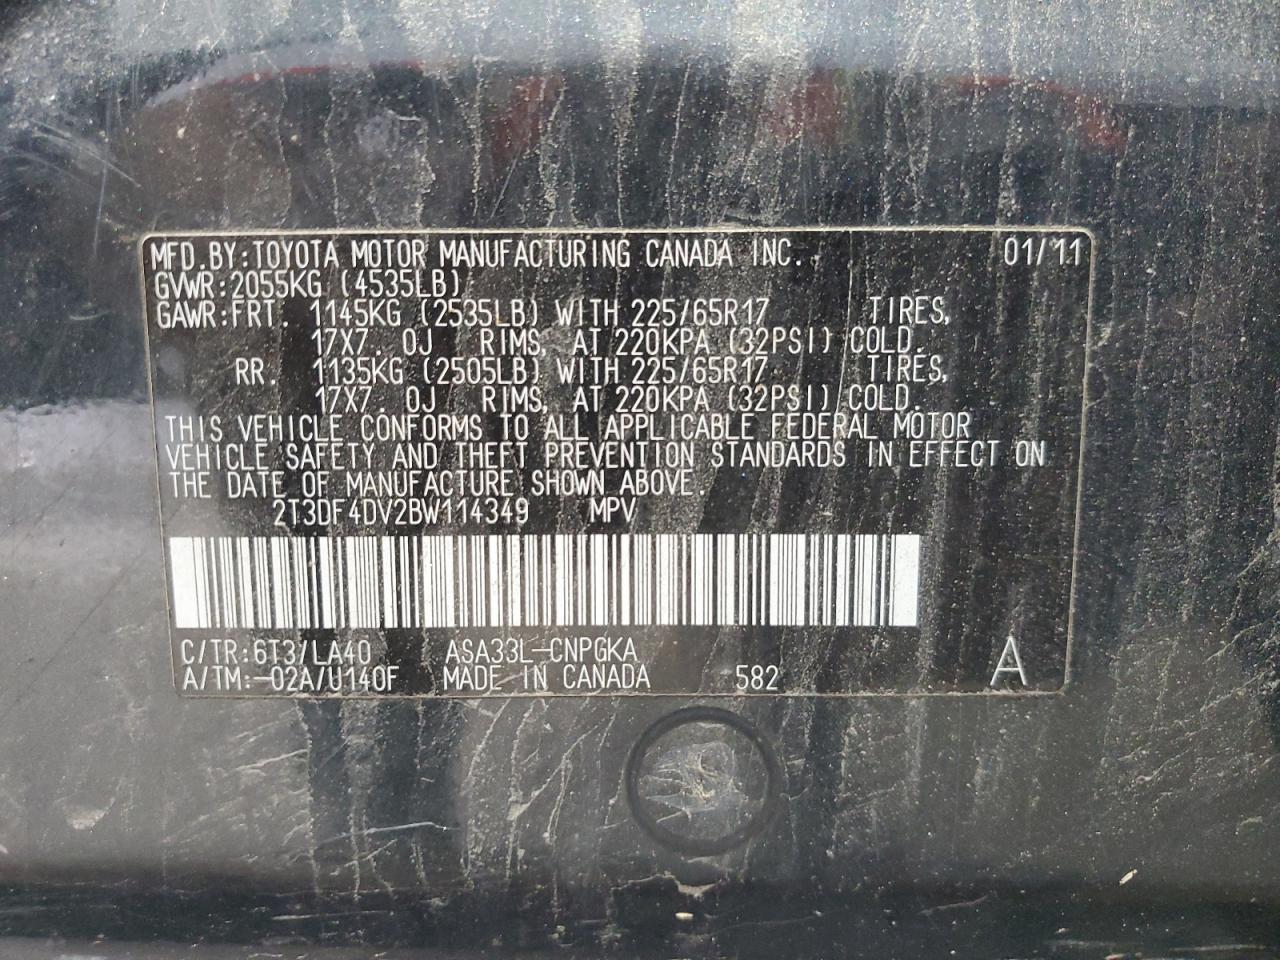 MFD. BY: TOYOTA MOTOR MANUFACTURING CANADA INC. 01/11
GVWR: 2055KG (4535LB)
GAWR: FRT. 1145KG (2535LB) WITH 225/65R17 TIRES,
17X7. 0J RIMS, AT 220KPA (32PSI) COLD.
RR. 1135KG (2505LB) WITH 225/65R17 TIRES,
17X7. 0J RIMS, AT 220KPA (32PSI) COLD.
THIS VEHICLE CONFORMS TO ALL APPLICABLE FEDERAL MOTOR
VEHICLE SAFETY AND THEFT PREVENTION STANDARDS IN EFFECT ON
THE DATE OF MANUFACTURE SHOWN ABOVE.
2T3DF4DV2BW114349 MPV
C/TR: 6T3/LA40 ASA33L-CNPGKA
A/TM: -02A/U140F MADE IN CANADA 582 A